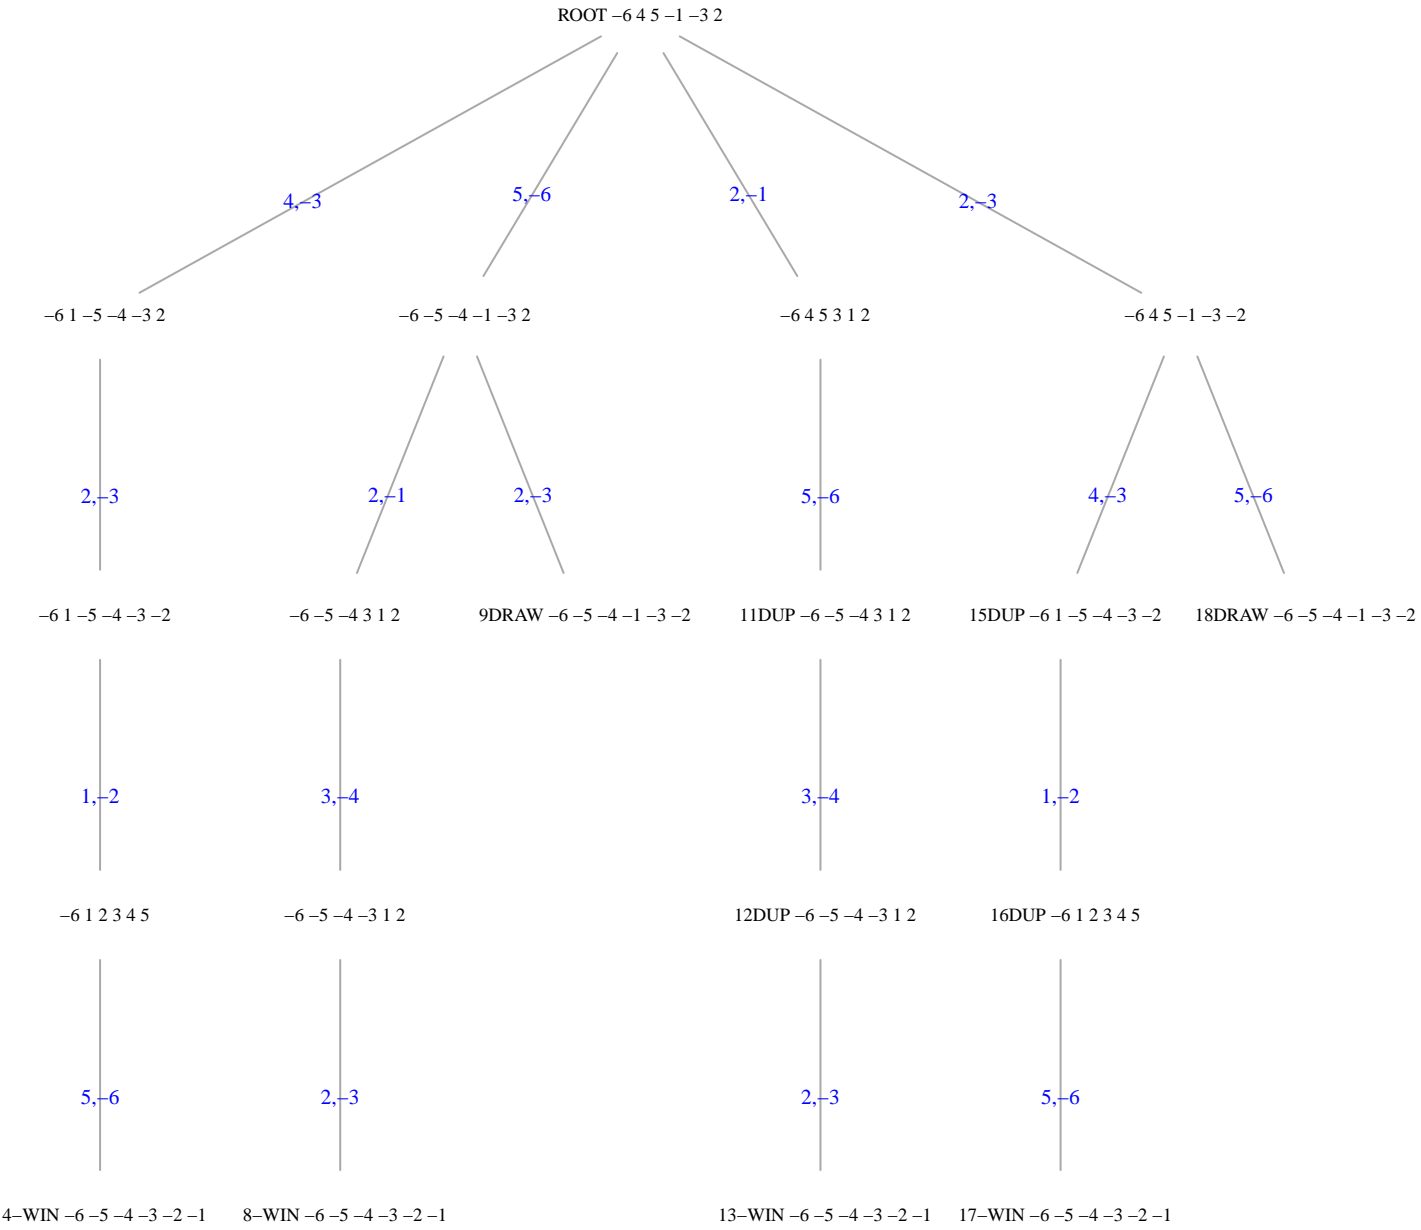 ROOT –6 4 5 –1 –3 2
4,–3
5,–6
2,–1
2,–3
–6 1 –5 –4 –3 2
–6 –5 –4 –1 –3 2
–6 4 5 3 1 2
–6 4 5 –1 –3 –2
2,–3
2,–1
2,–3
5,–6
4,–3
5,–6
–6 1 –5 –4 –3 –2
–6 –5 –4 3 1 2
9DRAW –6 –5 –4 –1 –3 –2
11DUP –6 –5 –4 3 1 2
15DUP –6 1 –5 –4 –3 –2
18DRAW –6 –5 –4 –1 –3 –2
1,–2
3,–4
3,–4
1,–2
–6 1 2 3 4 5
–6 –5 –4 –3 1 2
12DUP –6 –5 –4 –3 1 2
16DUP –6 1 2 3 4 5
5,–6
2,–3
2,–3
5,–6
4–WIN –6 –5 –4 –3 –2 –1
8–WIN –6 –5 –4 –3 –2 –1
13–WIN –6 –5 –4 –3 –2 –1
17–WIN –6 –5 –4 –3 –2 –1